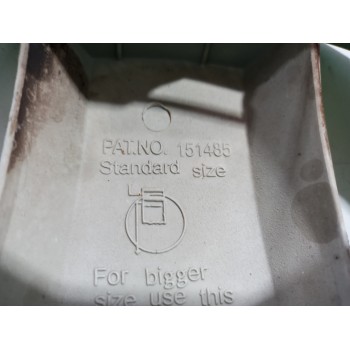 PAT.NO. 151485
Standard size
For bigger
size use this